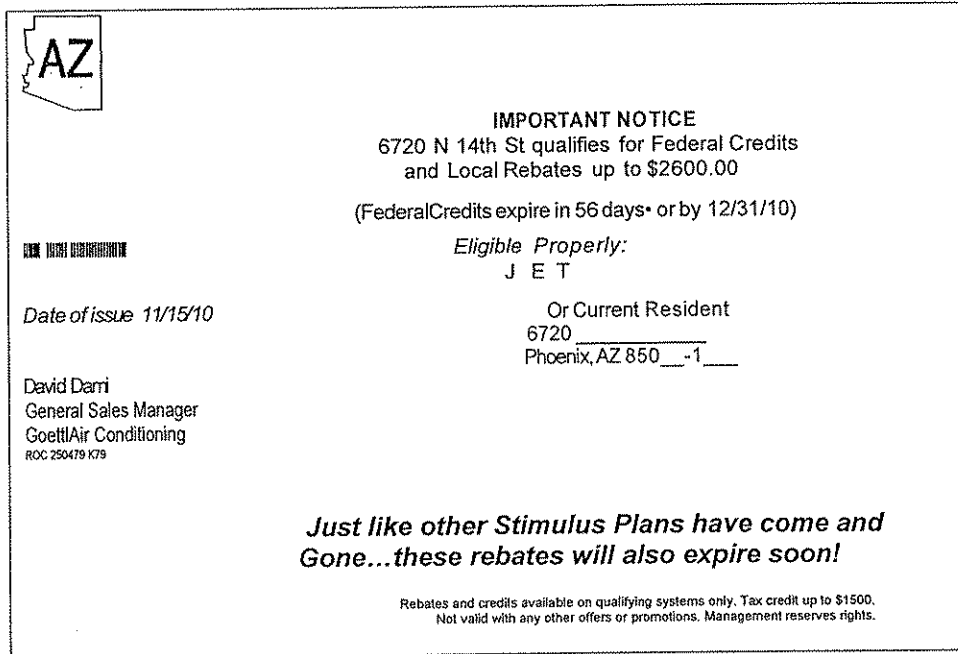 AZ
IMPORTANT NOTICE
6720 N 14th St qualifies for Federal Credits
and Local Rebates up to $2600.00
(FederalCredits expire in 56 days• or by 12/31/10)
Eligible Properly:
J E T
Date of issue 11/15/10
Or Current Resident
6720 ____________
Phoenix, AZ 850__-1___
David Darri
General Sales Manager
GoettlAir Conditioning
ROC 250479 K79
Just like other Stimulus Plans have come and
Gone...these rebates will also expire soon!
Rebates and credits available on qualifying systems only. Tax credit up to $1500.
Not valid with any other offers or promotions. Management reserves rights.